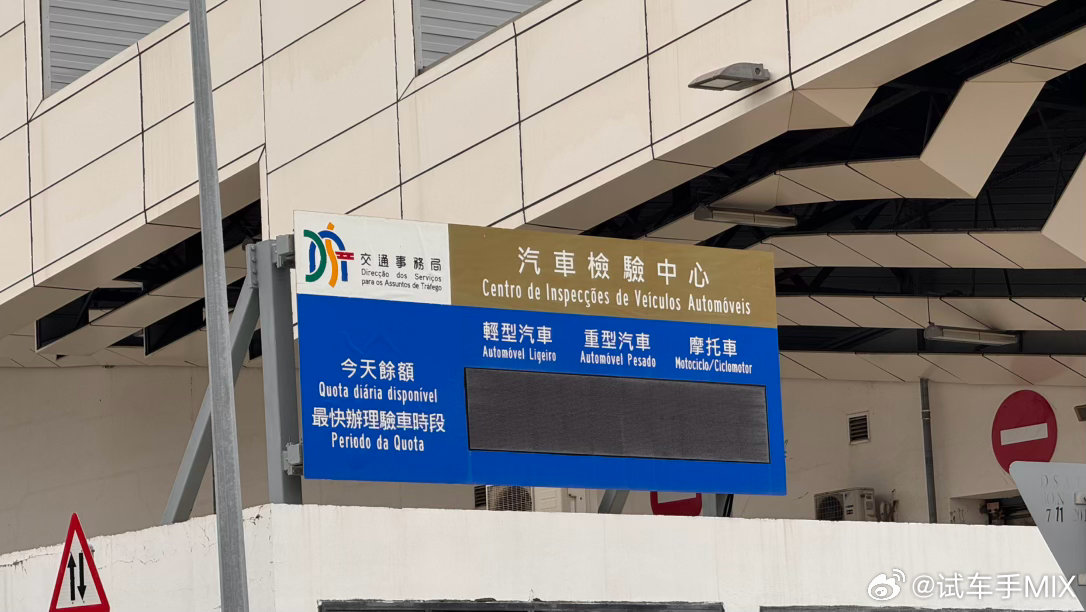 DST
交通事務局
Direcção dos Serviços
para os Assuntos de Tráfego
汽車檢驗中心
Centro de Inspecções de Veículos Automóveis
輕型汽車 重型汽車 摩托車
Automóvel Ligeiro Automóvel Pesado Motociclo/Ciclomotor
今天餘額
Quota diária disponível
最快辦理驗車時段
Período da Quota
@试车手MIX